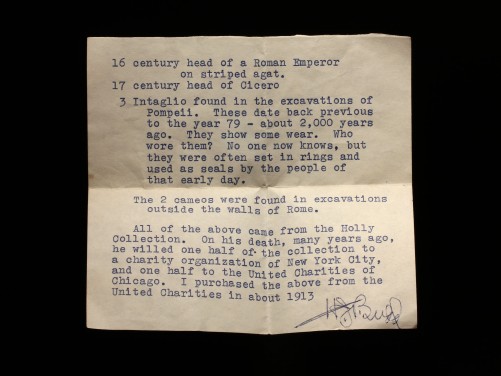 16 century head of a Roman Emperor
on striped agat.
17 century head of Cicero
3 Intaglio found in the excavations of
Pompeii. These date back previous
to the year 79 - about 2,000 years
ago. They show some wear. Who
wore them? No one now knows, but
they were often set in rings and
used as seals by the people of
that early day.
The 2 cameos were found in excavations
outside the walls of Rome.
All of the above came from the Holly
Collection. On his death, many years ago,
he willed one half of the collection to
a charity organization of New York City,
and one half to the United Charities of
Chicago. I purchased the above from the
United Charities in about 1913